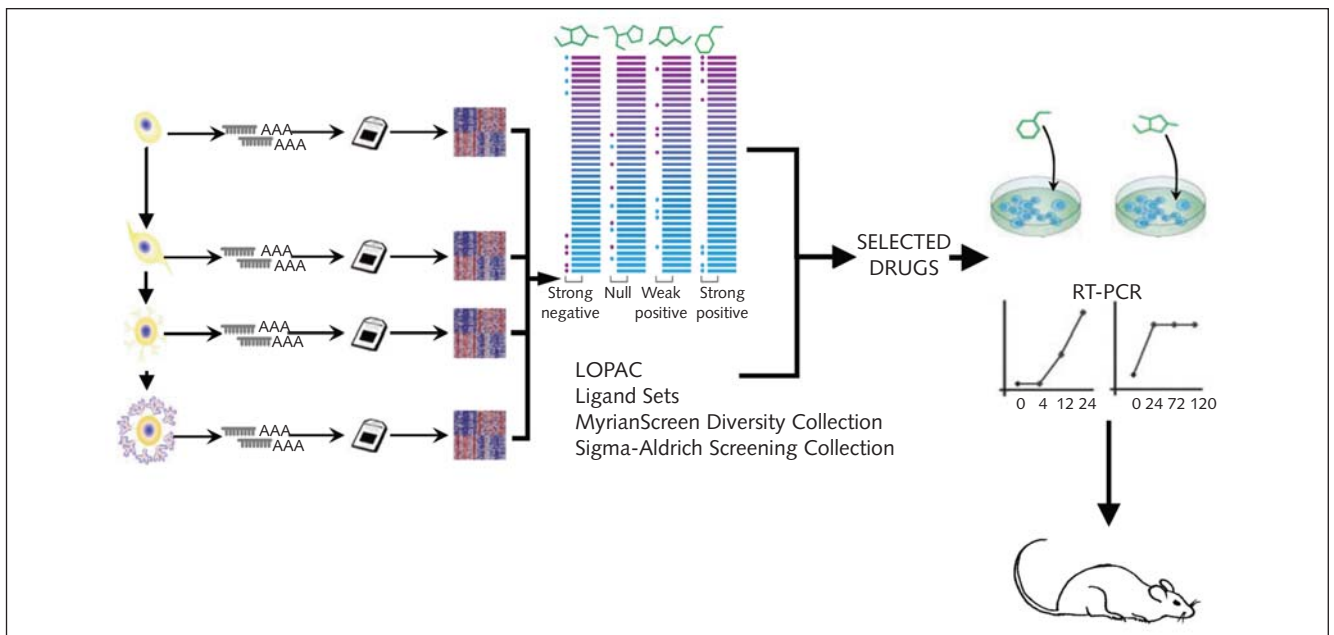 AAA
AAA
AAA
AAA
AAA
AAA
AAA
AAA
Strong negative
Null
Weak positive
Strong positive
LOPAC
Ligand Sets
MyrianScreen Diversity Collection
Sigma-Aldrich Screening Collection
SELECTED
DRUGS
RT-PCR
0 4 12 24
0 24 72 120